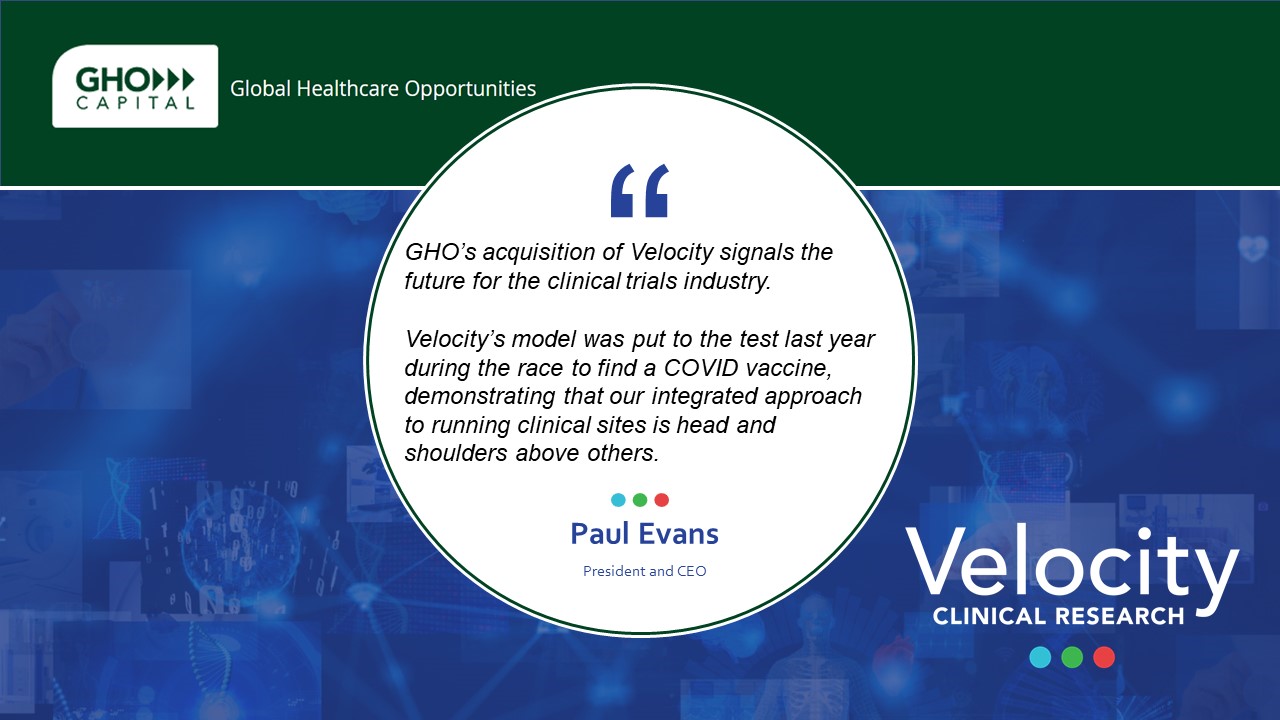 GHO
CAPITAL
Global Healthcare Opportunities
“
GHO’s acquisition of Velocity signals the
future for the clinical trials industry.
Velocity’s model was put to the test last year
during the race to find a COVID vaccine,
demonstrating that our integrated approach
to running clinical sites is head and
shoulders above others.
Paul Evans
President and CEO
Velocity
CLINICAL RESEARCH